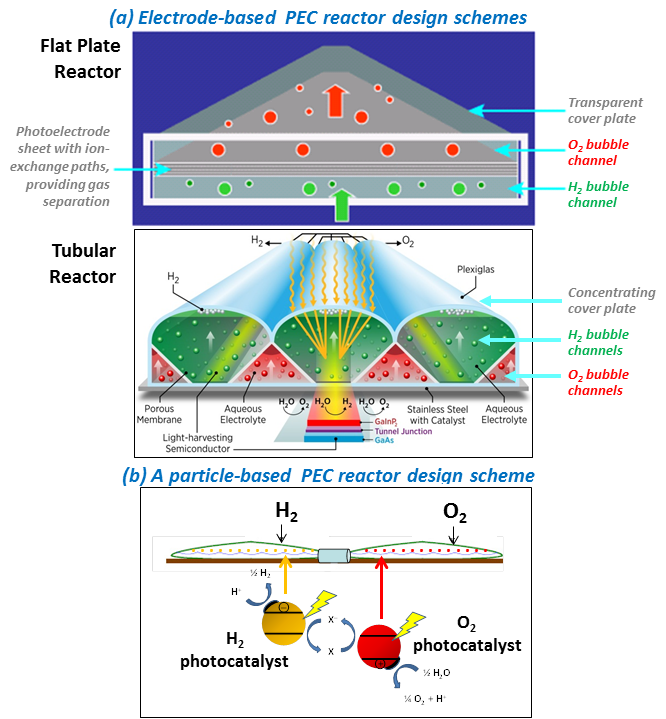 (a) Electrode-based PEC reactor design schemes
Flat Plate
Reactor
Transparent
cover plate
Photoelectrode
sheet with ion-
exchange paths,
providing gas
separation
O₂ bubble
channel
H₂ bubble
channel
Tubular
Reactor
H₂
O₂
H₂
Plexiglas
Concentrating
cover plate
H₂ bubble
channels
O₂ bubble
channels
H₂O O₂ H₂O H₂ H₂O O₂
Porous
Membrane
Aqueous
Electrolyte
Stainless Steel
with Catalyst
Aqueous
Electrolyte
Light-harvesting
Semiconductor
GaInP₂
Tunnel Junction
GaAs
(b) A particle-based PEC reactor design scheme
H₂
O₂
½ H₂
H⁺
X⁻
X
H₂
photocatalyst
O₂
photocatalyst
½ H₂O
¼ O₂ + H⁺